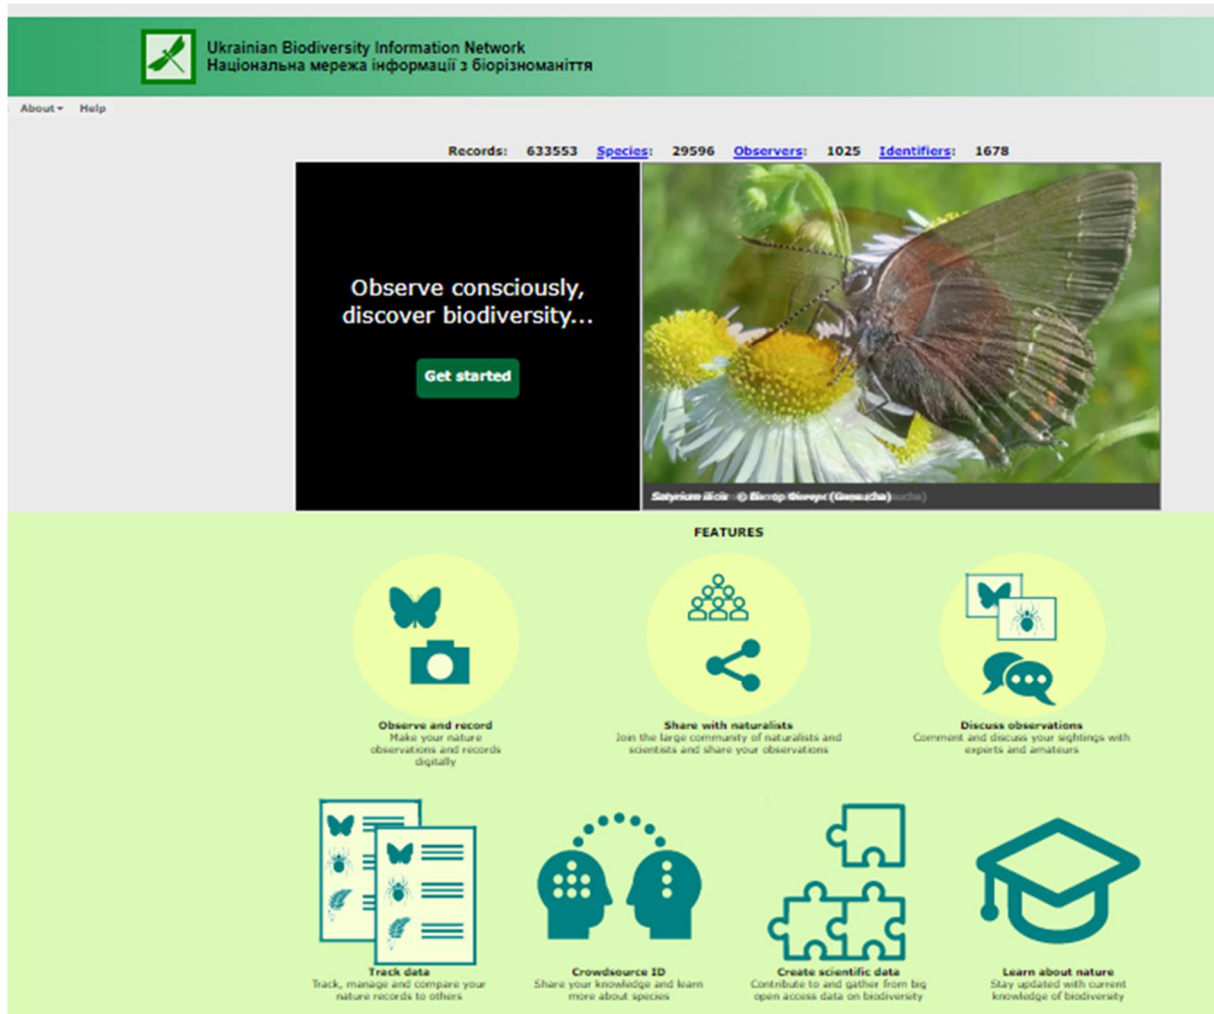 Ukrainian Biodiversity Information Network
Національна мережа інформації з біорізноманіття
About Help
Records: 633553 Species: 29596 Observers: 1025 Identifiers: 1678
Observe consciously,
discover biodiversity...
Get started
Satyrium ilicis ©
FEATURES
Observe and record
Make your nature
observations and records
digitally
Share with naturalists
Join the large community of naturalists and
scientists and share your observations
Discuss observations
Comment and discuss your sightings with
experts and amateurs
Track data
Track, manage and compare your
nature records to others
Crowdsource ID
Share your knowledge and learn
more about species
Create scientific data
Contribute to and gather from big
open access data on biodiversity
Learn about nature
Stay updated with current
knowledge of biodiversity